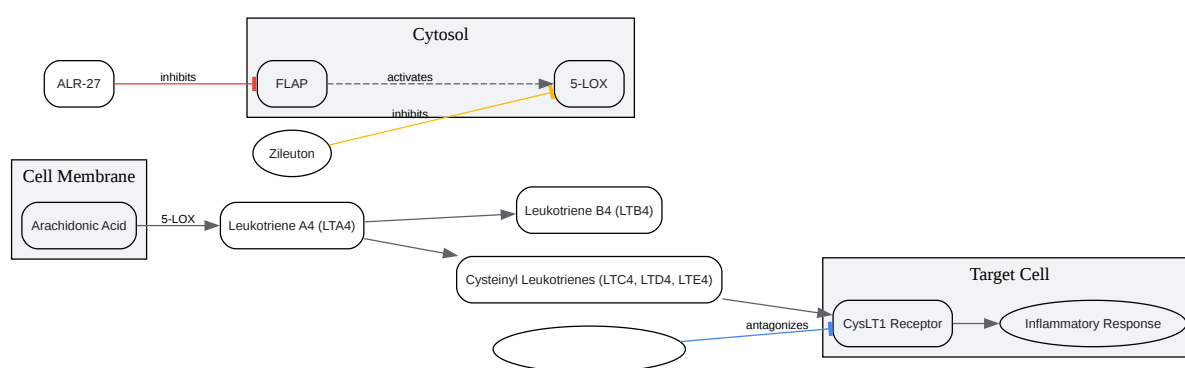 Cytosol
ALR-27
inhibits
FLAP
activates
5-LOX
inhibits
Zileuton
Cell Membrane
Arachidonic Acid
5-LOX
Leukotriene A4 (LTA4)
Leukotriene B4 (LTB4)
Cysteinyl Leukotrienes (LTC4, LTD4, LTE4)
Target Cell
antagonizes
CysLT1 Receptor
Inflammatory Response